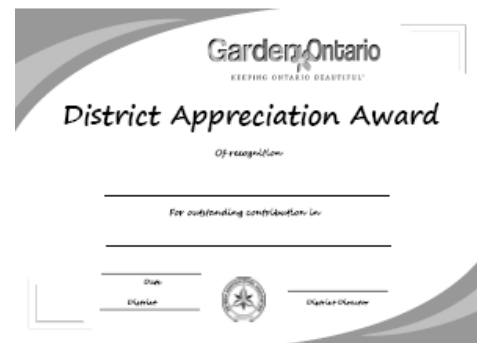 Garden Ontario
KEEPING ONTARIO BEAUTIFUL
District Appreciation Award
Of recognition
For outstanding contribution in
Date
District
District Director